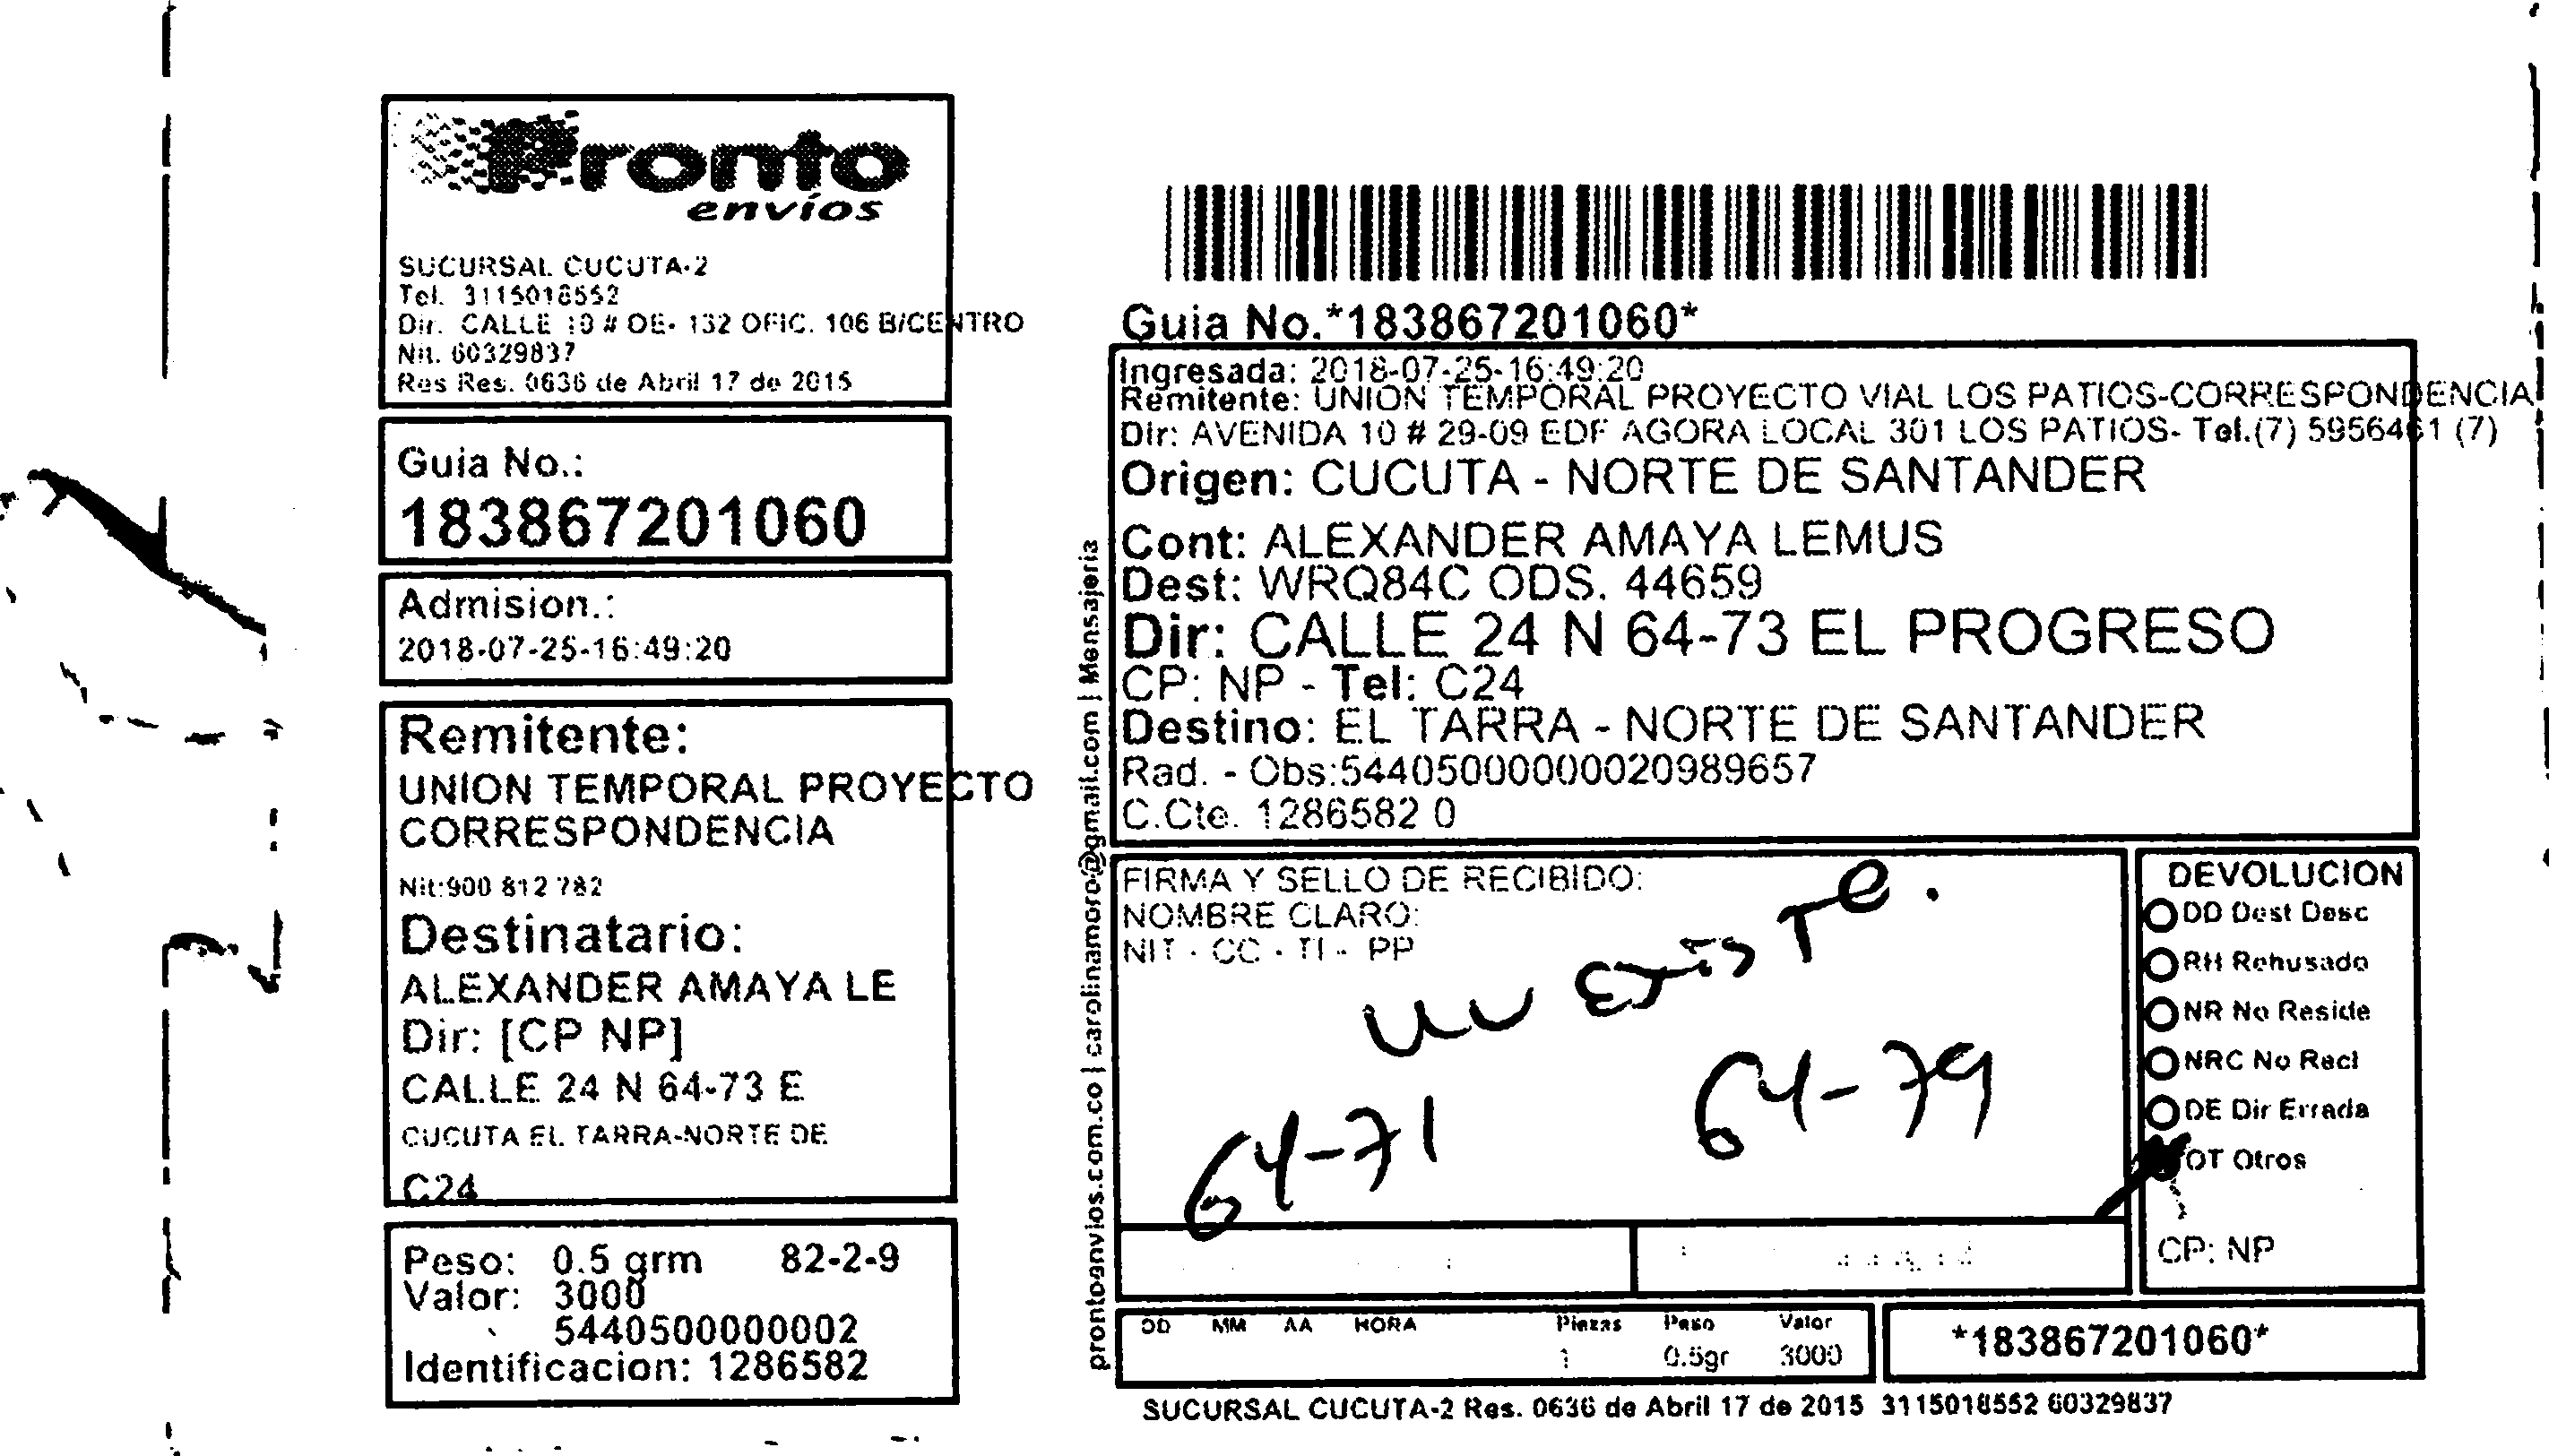 Pronto
envíos
SUCURSAL CUCUTA-2
Tel. 3115018552
Dir. CALLE 10 # OE- 132 OFIC. 106 B/CENTRO
Nit. 60329837
Res Res. 0636 de Abril 17 de 2015
Guia No.:
183867201060
Admision.:
2018-07-25-16:49:20
Remitente:
UNION TEMPORAL PROYECTO
CORRESPONDENCIA
Nit:900 812 782
Destinatario:
ALEXANDER AMAYA LE
Dir: [CP NP]
CALLE 24 N 64-73 E
CUCUTA EL TARRA-NORTE DE
C24
Peso: 0.5 grm 82-2-9
Valor: 3000
5440500000002
Identificacion: 1286582
prontoenvios.com.co | carolinamoro@gmail.com | Mensajeria
Guia No.*183867201060*
Ingresada: 2018-07-25-16:49:20
Remitente: UNION TEMPORAL PROYECTO VIAL LOS PATIOS-CORRESPONDENCIA
Dir: AVENIDA 10 # 29-09 EDF AGORA LOCAL 301 LOS PATIOS- Tel.(7) 5956461 (7)
Origen: CUCUTA - NORTE DE SANTANDER
Cont: ALEXANDER AMAYA LEMUS
Dest: WRQ84C ODS. 44659
Dir: CALLE 24 N 64-73 EL PROGRESO
CP: NP - Tel: C24
Destino: EL TARRA - NORTE DE SANTANDER
Rad. - Obs:544050000000020989657
C.Cte. 1286582 0
FIRMA Y SELLO DE RECIBIDO:
NOMBRE CLARO:
NIT - CC - TI - PP
existe.
64-71 64-79
DEVOLUCION
DD Dest Desc
RH Rehusado
NR No Reside
NRC No Recl
DE Dir Errada
OT Otros
CP: NP
DD MM AA HORA Piezas Peso Valor
1 0.5gr 3000
*183867201060*
SUCURSAL CUCUTA-2 Res. 0636 de Abril 17 de 2015 3115018552 60329837